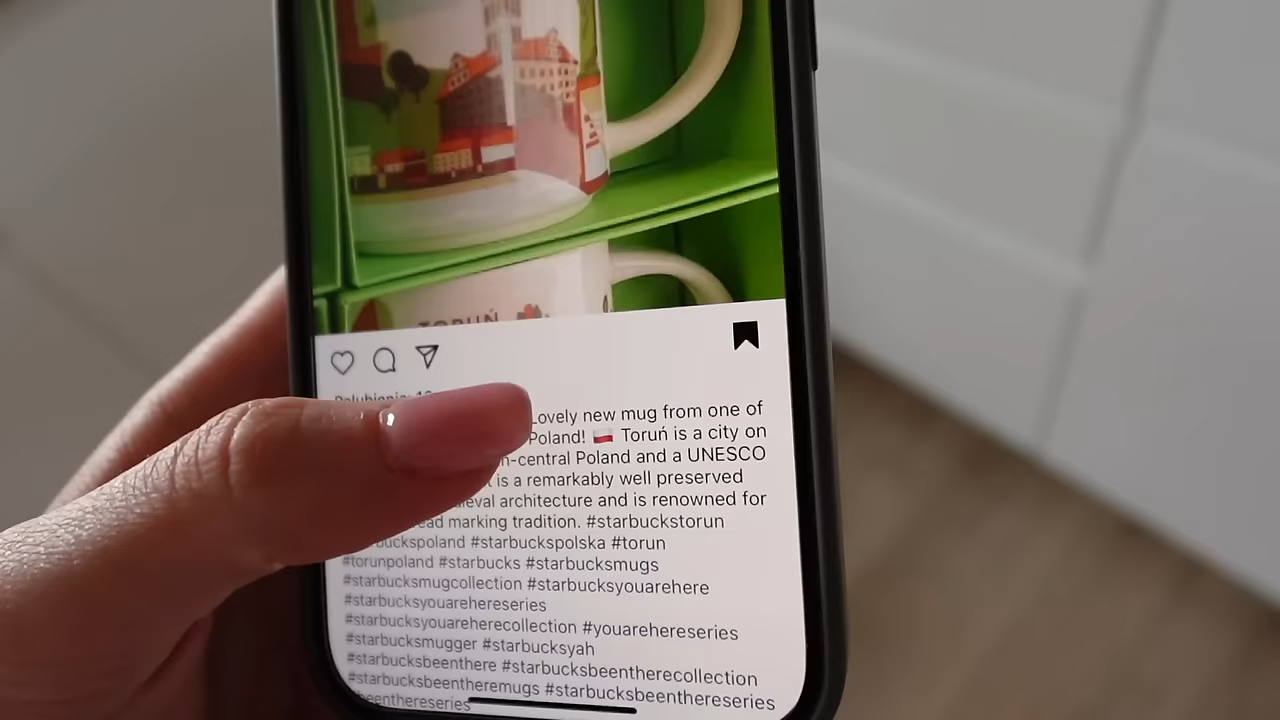 TORUŃ
Polubienia:
Lovely new mug from one of
Poland! 🇵🇱 Toruń is a city on
-central Poland and a UNESCO
is a remarkably well preserved
architecture and is renowned for
marking tradition. #starbuckstorun
#starbuckspolska #torun
#torunpoland #starbucks #starbucksmugs
#starbucksmugcollection #starbucksyouarehere
#starbucksyouarehereseries
#starbucksyouareherecollection #youarehereseries
#starbucksmugger #starbucksyah
#starbucksbeenthere #starbucksbeentherecollection
#starbucksbeentheremugs #starbucksbeenthereseries
beenthereseries